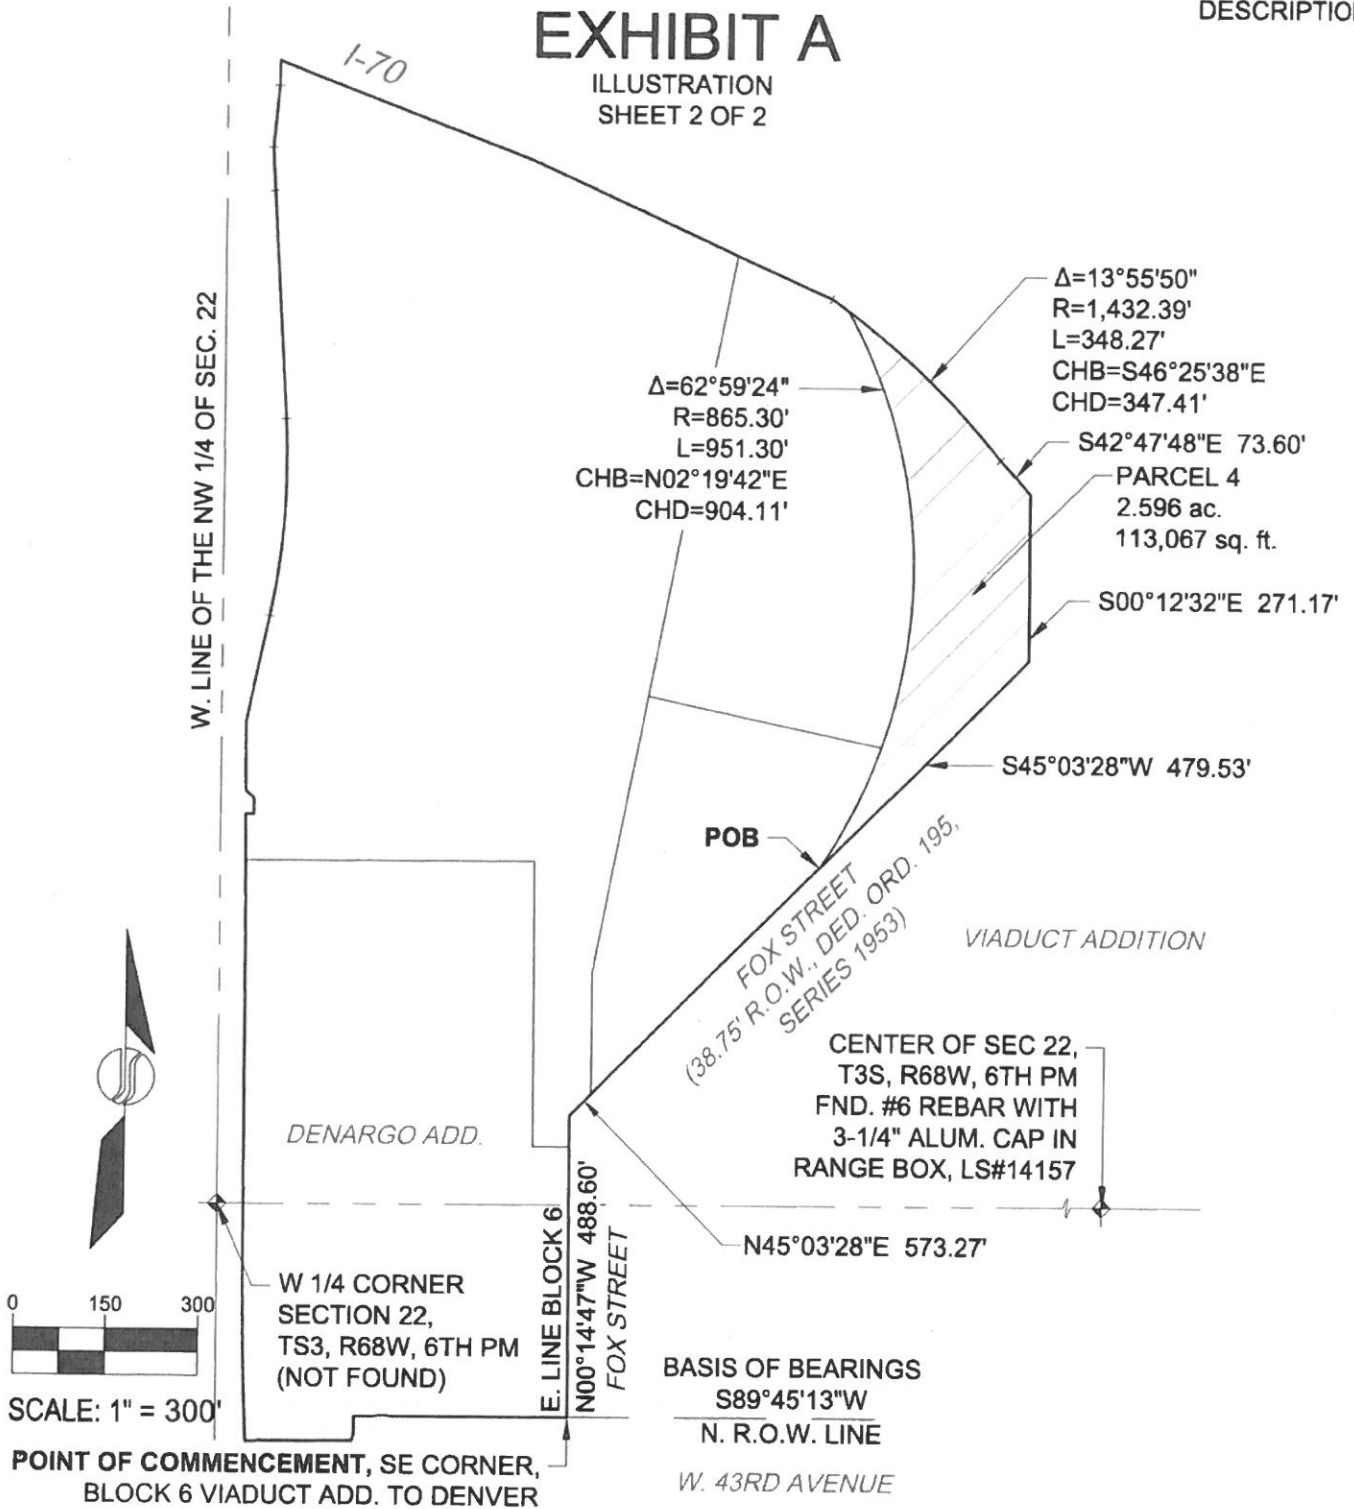 DESCRIPTION
EXHIBIT A
ILLUSTRATION
SHEET 2 OF 2
I-70
W. LINE OF THE NW 1/4 OF SEC. 22
Δ=13°55'50"
R=1,432.39'
L=348.27'
CHB=S46°25'38"E
CHD=347.41'
Δ=62°59'24"
R=865.30'
L=951.30'
CHB=N02°19'42"E
CHD=904.11'
S42°47'48"E 73.60'
PARCEL 4
2.596 ac.
113,067 sq. ft.
S00°12'32"E 271.17'
S45°03'28"W 479.53'
POB
FOX STREET
(38.75' R.O.W., DED. ORD. 195,
SERIES 1953)
VIADUCT ADDITION
CENTER OF SEC 22,
T3S, R68W, 6TH PM
FND. #6 REBAR WITH
3-1/4" ALUM. CAP IN
RANGE BOX, LS#14157
DENARGO ADD.
N45°03'28"E 573.27'
W 1/4 CORNER
SECTION 22,
TS3, R68W, 6TH PM
(NOT FOUND)
E. LINE BLOCK 6
N00°14'47"W 488.60'
FOX STREET
0 150 300
SCALE: 1" = 300'
BASIS OF BEARINGS
S89°45'13"W
N. R.O.W. LINE
W. 43RD AVENUE
POINT OF COMMENCEMENT, SE CORNER,
BLOCK 6 VIADUCT ADD. TO DENVER